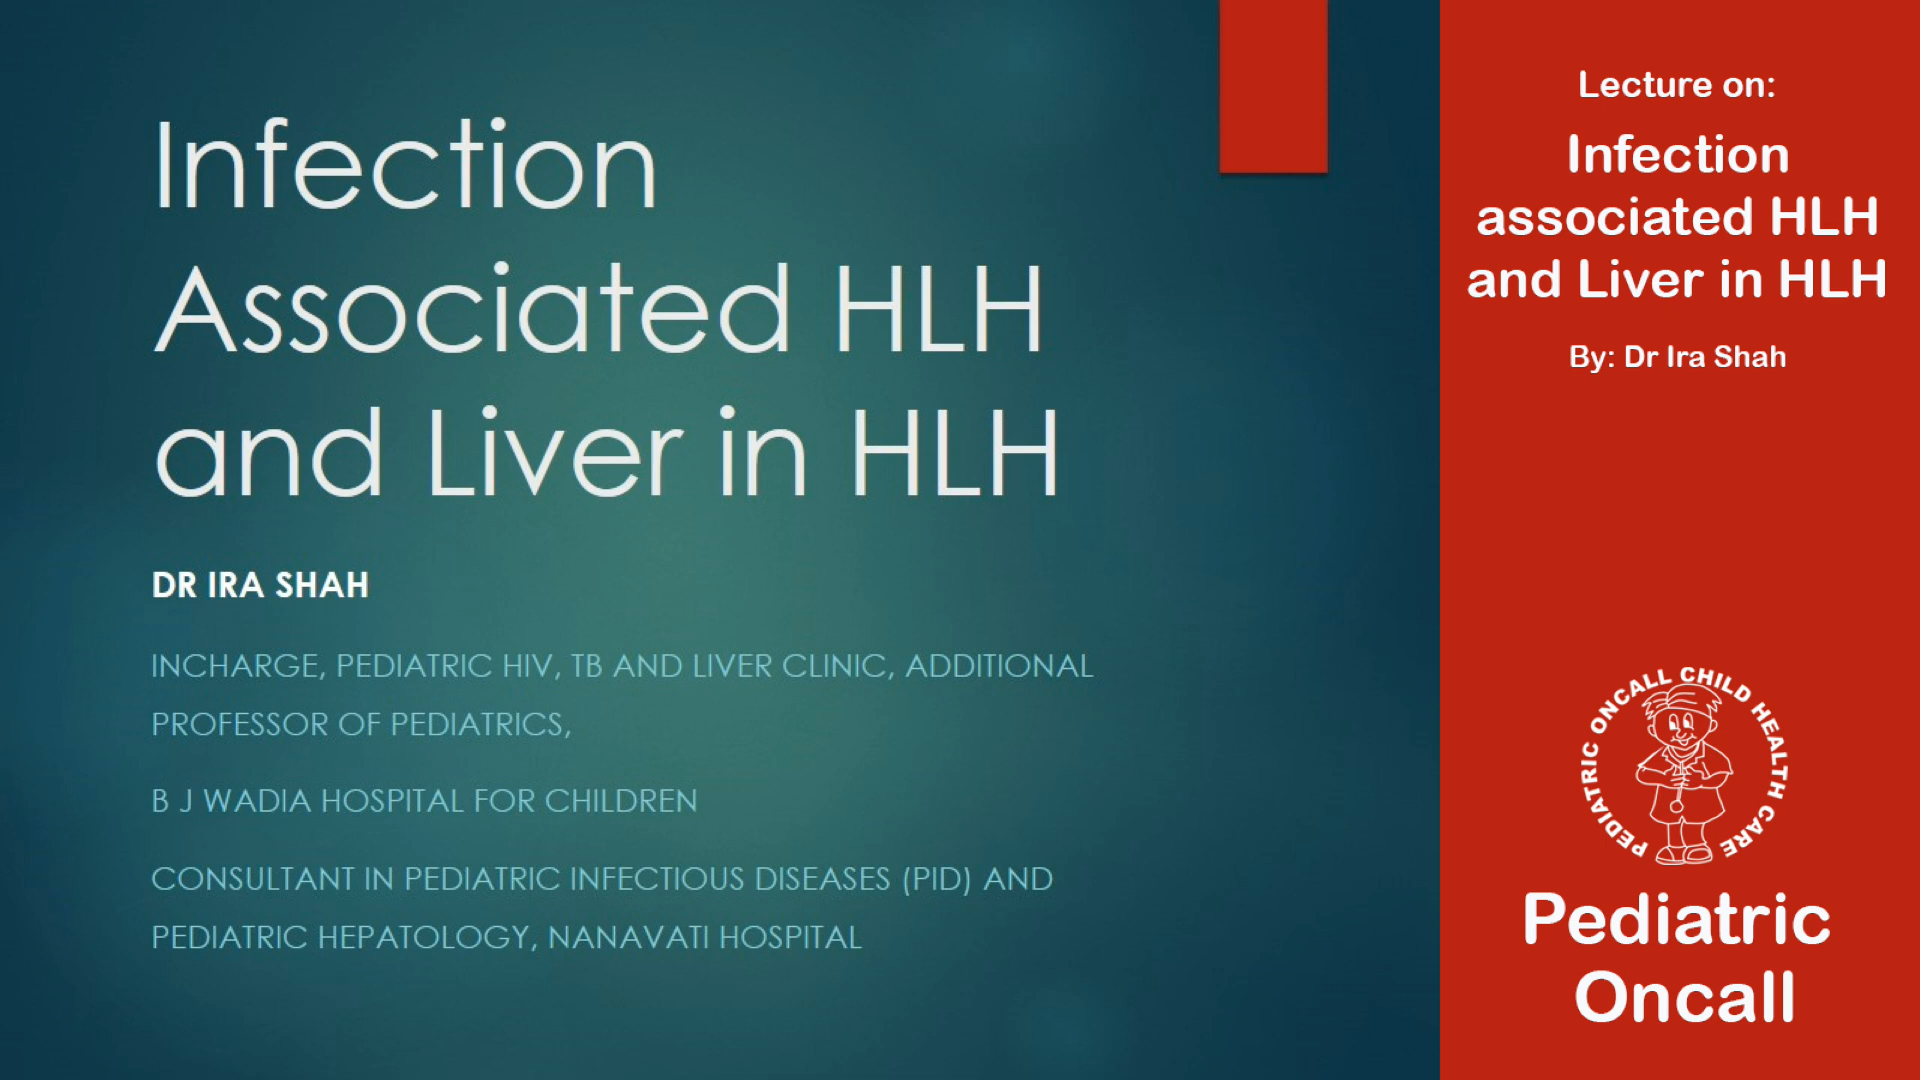 Infection
Associated HLH
and Liver in HLH
DR IRA SHAH
INCHARGE, PEDIATRIC HIV, TB AND LIVER CLINIC, ADDITIONAL
PROFESSOR OF PEDIATRICS,
B J WADIA HOSPITAL FOR CHILDREN
CONSULTANT IN PEDIATRIC INFECTIOUS DISEASES (PID) AND
PEDIATRIC HEPATOLOGY, NANAVATI HOSPITAL
Lecture on:
Infection
associated HLH
and Liver in HLH
By: Dr Ira Shah
PEDIATRIC ONCALL CHILD HEALTH CARE
Pediatric
Oncall